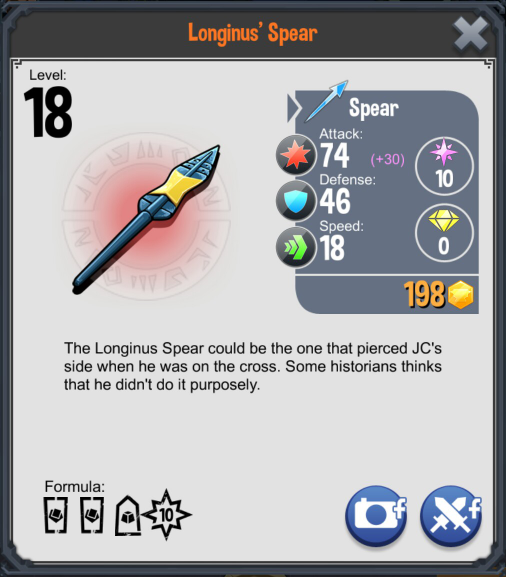 Longinus' Spear
Level:
18
Spear
Attack:
74 (+30)
10
Defense:
46
Speed:
18
0
198
The Longinus Spear could be the one that pierced JC's
side when he was on the cross. Some historians thinks
that he didn't do it purposely.
Formula:
10
f
f